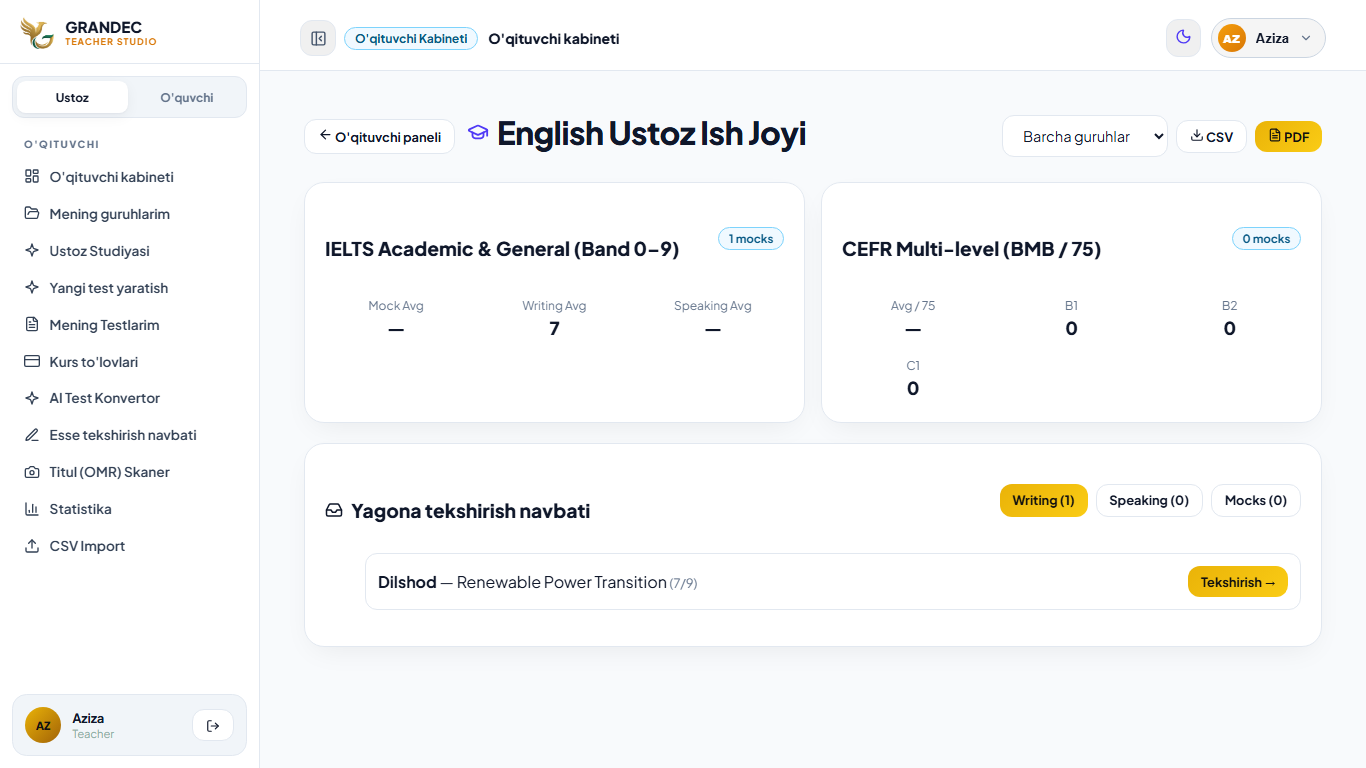 GRANDEC
TEACHER STUDIO
Ustoz
O'quvchi
O'QITUVCHI
O'qituvchi kabineti
Mening guruhlarim
Ustoz Studiyasi
Yangi test yaratish
Mening Testlarim
Kurs to'lovlari
AI Test Konvertor
Esse tekshirish navbati
Titul (OMR) Skaner
Statistika
CSV Import
AZ
Aziza
Teacher
O'qituvchi Kabineti
O'qituvchi kabineti
AZ
Aziza
← O'qituvchi paneli
English Ustoz Ish Joyi
Barcha guruhlar
CSV
PDF
IELTS Academic & General (Band 0–9)
1 mocks
Mock Avg
—
Writing Avg
7
Speaking Avg
—
CEFR Multi-level (BMB / 75)
0 mocks
Avg / 75
—
B1
0
B2
0
C1
0
Yagona tekshirish navbati
Writing (1)
Speaking (0)
Mocks (0)
Dilshod — Renewable Power Transition (7/9)
Tekshirish →